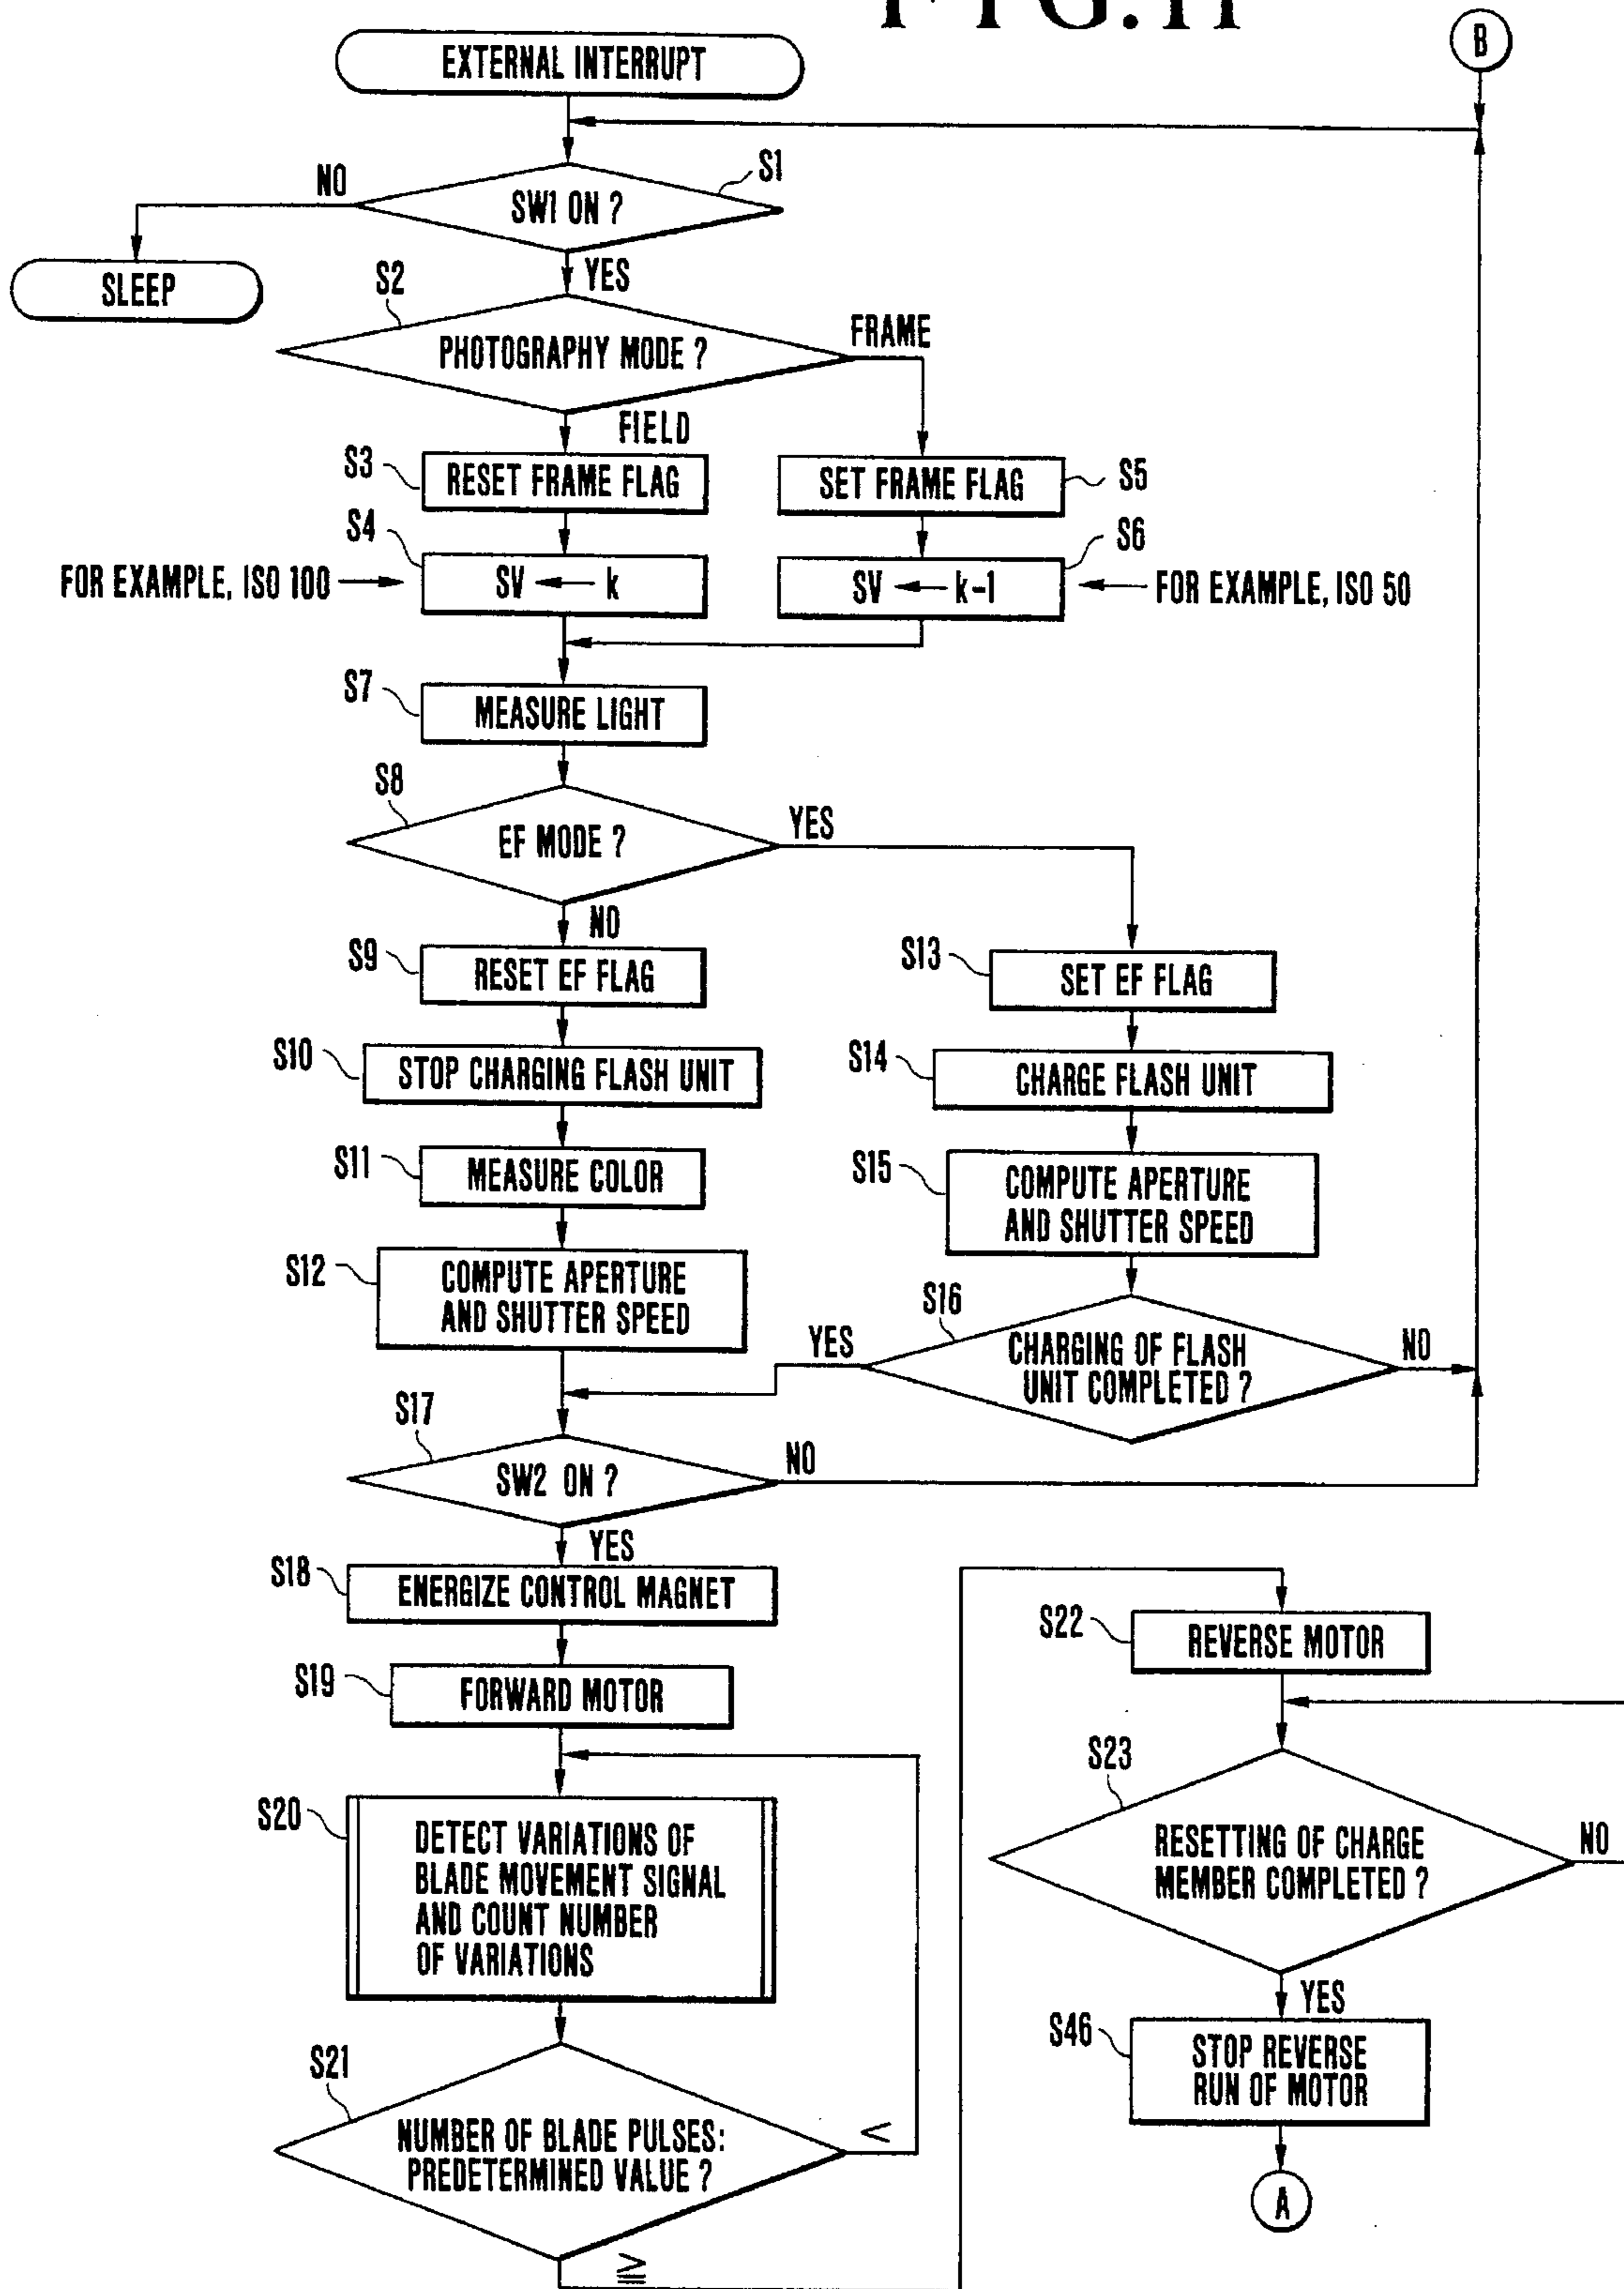 FIG.11
B
EXTERNAL INTERRUPT
S1
NO
SW1 ON ?
YES
SLEEP
S2
PHOTOGRAPHY MODE ?
FRAME
FIELD
S3
RESET FRAME FLAG
SET FRAME FLAG
S5
S4
S6
FOR EXAMPLE, ISO 100
SV ← k
SV ← k-1
FOR EXAMPLE, ISO 50
S7
MEASURE LIGHT
S8
EF MODE ?
YES
NO
S9
RESET EF FLAG
S13
SET EF FLAG
S10
STOP CHARGING FLASH UNIT
S14
CHARGE FLASH UNIT
S11
MEASURE COLOR
S15
COMPUTE APERTURE
AND SHUTTER SPEED
S12
COMPUTE APERTURE
AND SHUTTER SPEED
S16
YES
CHARGING OF FLASH
UNIT COMPLETED ?
NO
S17
SW2 ON ?
NO
YES
S18
ENERGIZE CONTROL MAGNET
S19
FORWARD MOTOR
S20
DETECT VARIATIONS OF
BLADE MOVEMENT SIGNAL
AND COUNT NUMBER
OF VARIATIONS
S21
NUMBER OF BLADE PULSES:
PREDETERMINED VALUE ?
<
≧
S22
REVERSE MOTOR
S23
RESETTING OF CHARGE
MEMBER COMPLETED ?
NO
YES
S46
STOP REVERSE
RUN OF MOTOR
A